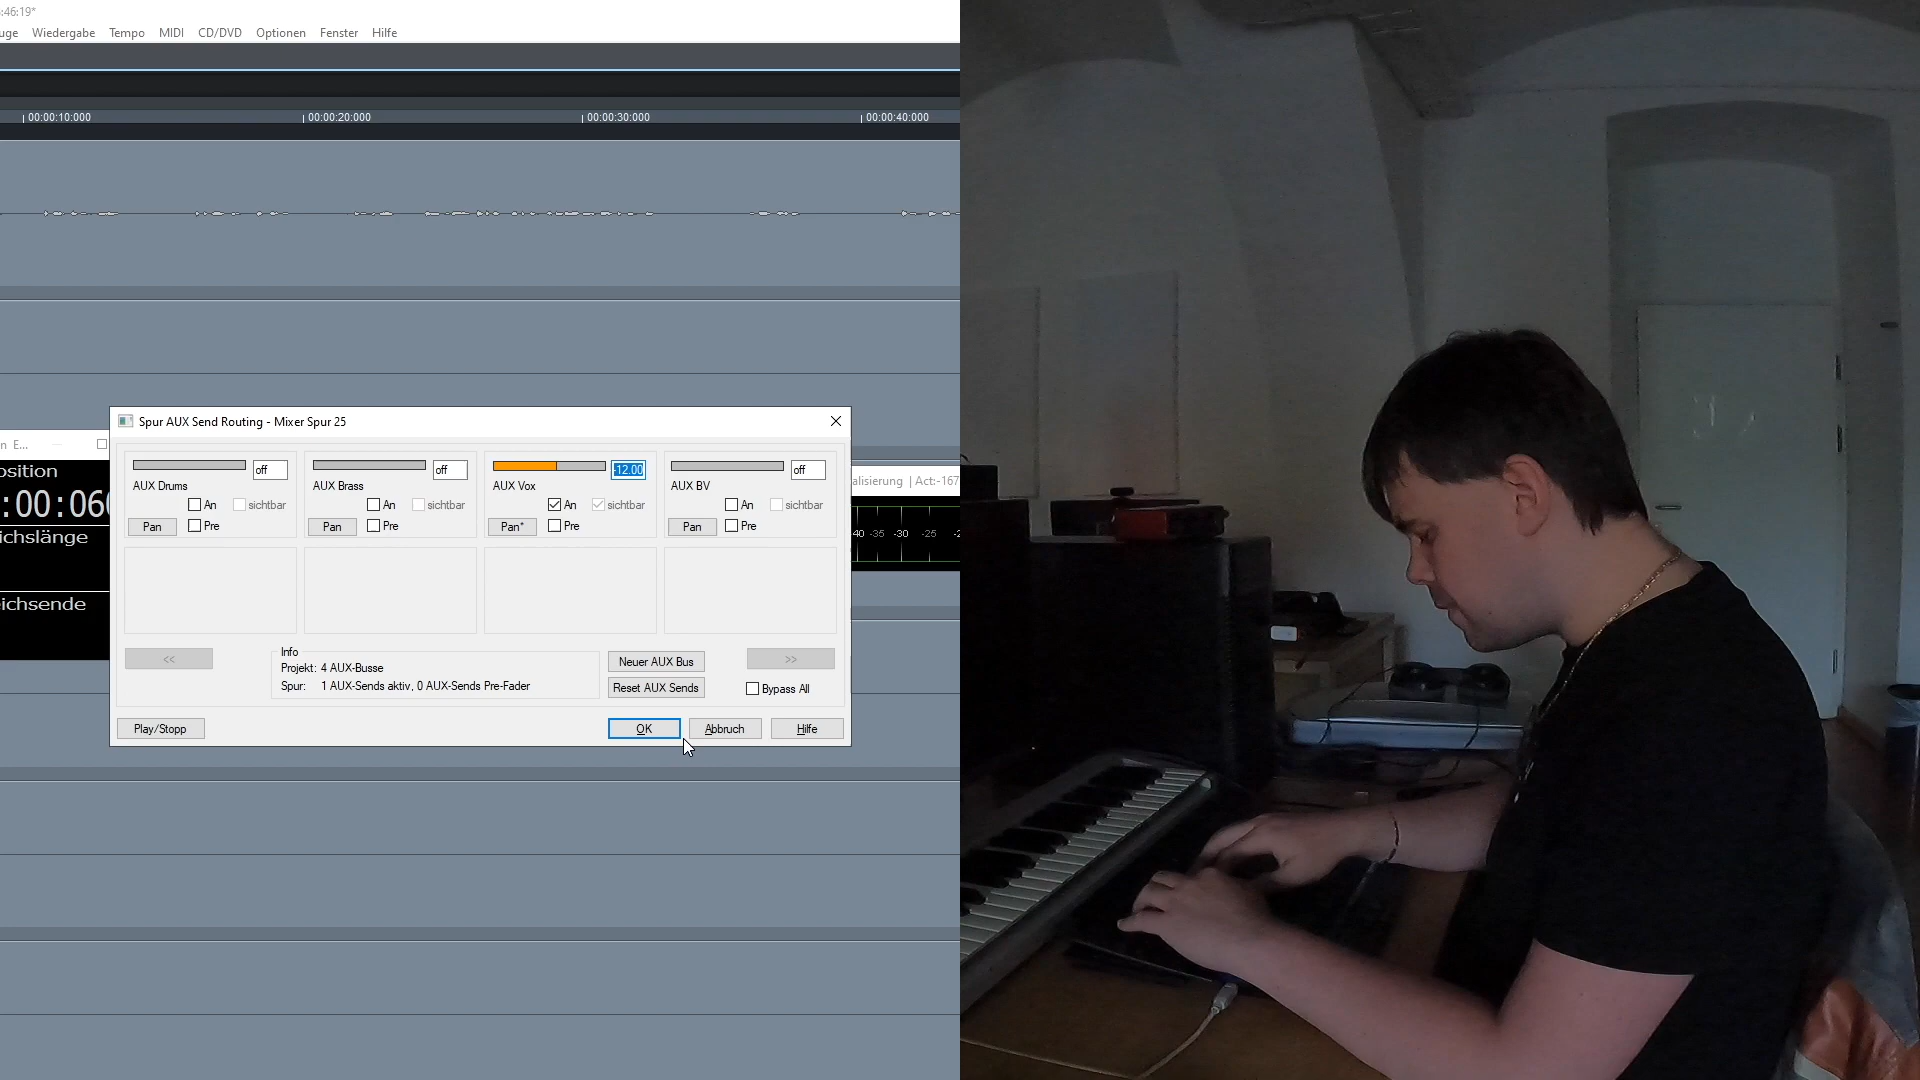 :46:19*
uge Wiedergabe Tempo MIDI CD/DVD Optionen Fenster Hilfe
00:00:10:000 00:00:20:000 00:00:30:000 00:00:40:000
n E...
osition
:00:060
ichslänge
eichsende
Spur AUX Send Routing - Mixer Spur 25
off off -12.00 off
AUX Drums AUX Brass AUX Vox AUX BV
An sichtbar An sichtbar An sichtbar An sichtbar
Pan Pre Pan Pre Pan* Pre Pan Pre
<< >>
Info
Projekt: 4 AUX-Busse
Spur: 1 AUX-Sends aktiv, 0 AUX-Sends Pre-Fader
Neuer AUX Bus
Reset AUX Sends
Bypass All
Play/Stopp OK Abbruch Hilfe
alisierung | Act:-167
40 -35 -30 -25 -2